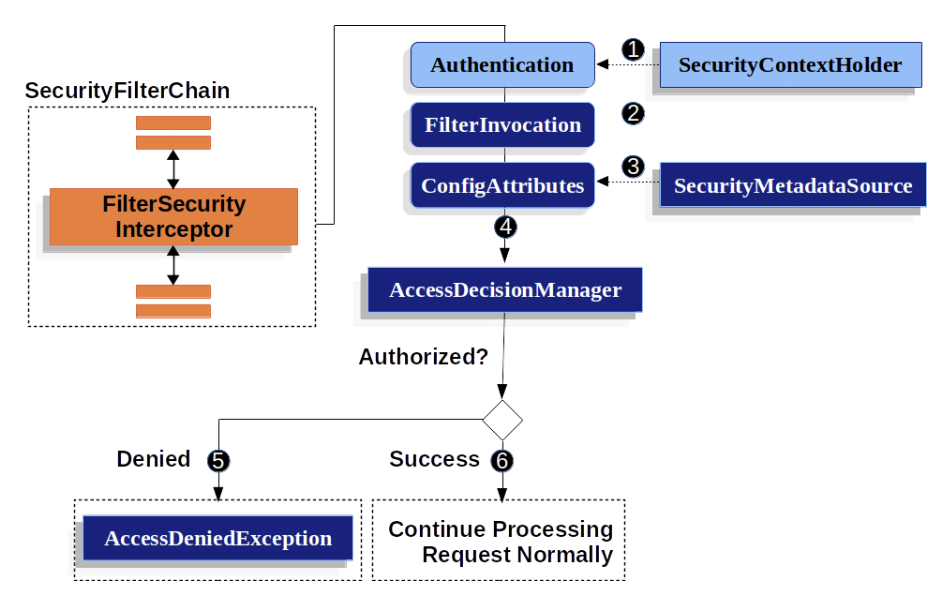 1
Authentication
SecurityContextHolder
SecurityFilterChain
FilterInvocation
2
3
ConfigAttributes
SecurityMetadataSource
FilterSecurity
Interceptor
4
AccessDecisionManager
Authorized?
Denied
5
Success
6
AccessDeniedException
Continue Processing
Request Normally